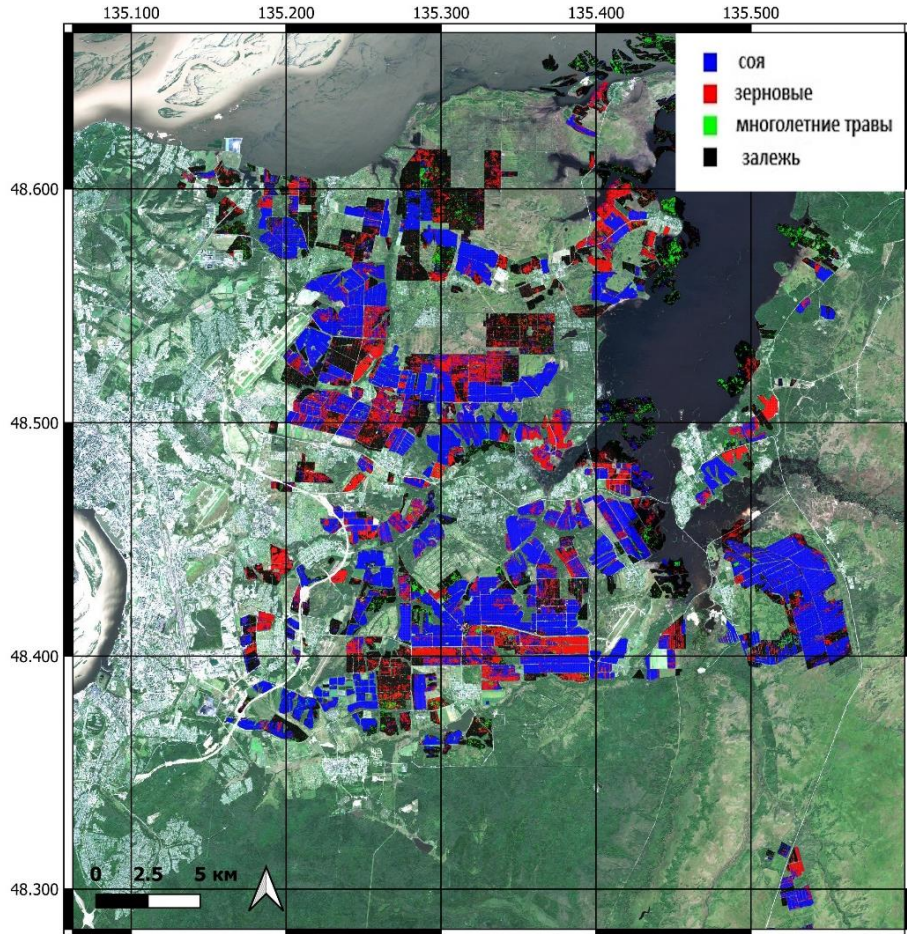 135.100 135.200 135.300 135.400 135.500
соя
зерновые
многолетние травы
залежь
48.600
48.500
48.400
48.300
0 2.5 5 км